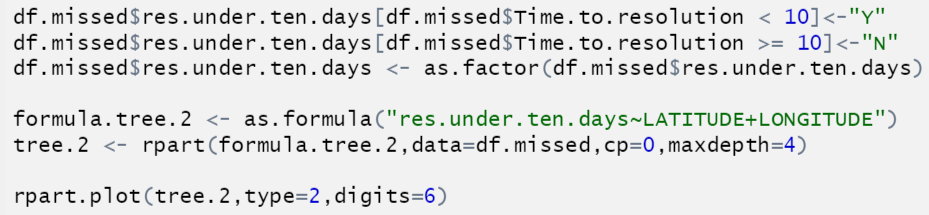 df.missed$res.under.ten.days[df.missed$Time.to.resolution < 10]<-"Y"
df.missed$res.under.ten.days[df.missed$Time.to.resolution >= 10]<-"N"
df.missed$res.under.ten.days <- as.factor(df.missed$res.under.ten.days)
formula.tree.2 <- as.formula("res.under.ten.days~LATITUDE+LONGITUDE")
tree.2 <- rpart(formula.tree.2,data=df.missed,cp=0,maxdepth=4)
rpart.plot(tree.2,type=2,digits=6)